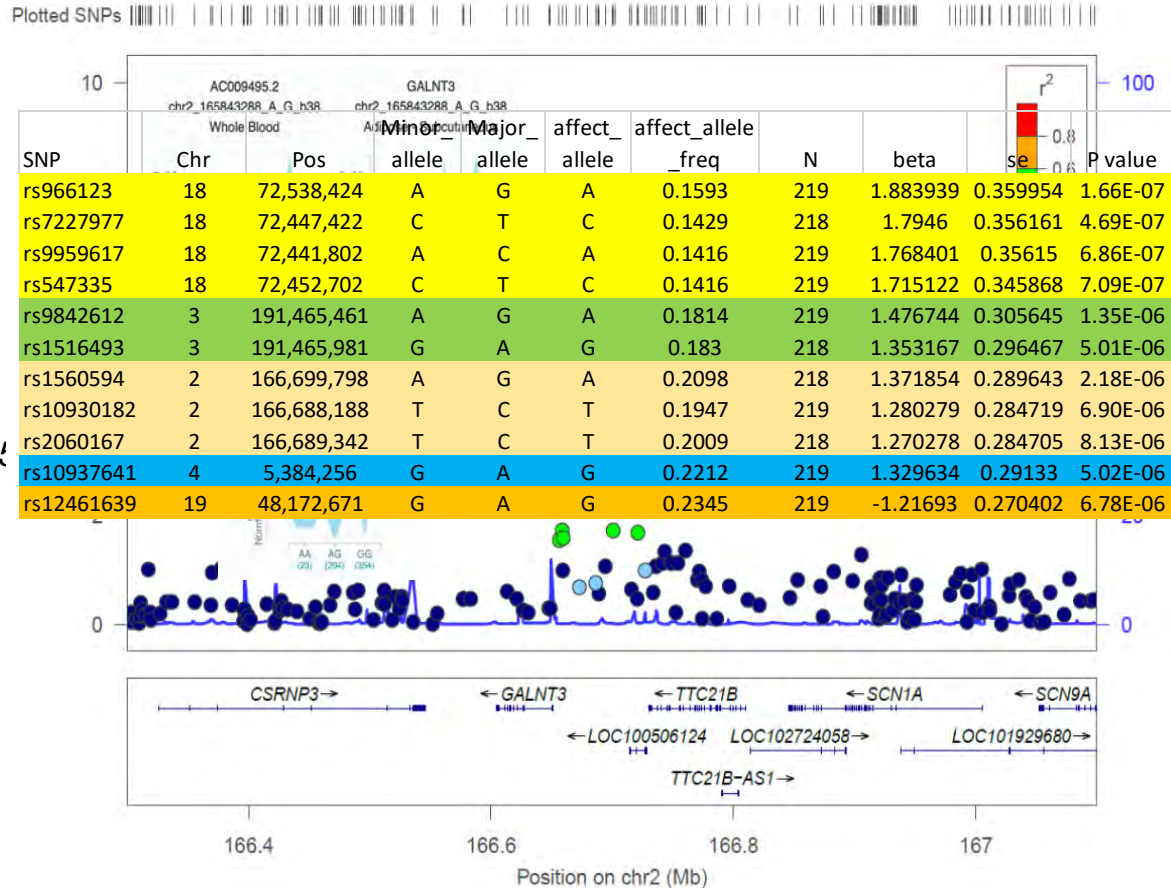 Plotted SNPs
10
100
AC009495.2 GALNT3
chr2_165843288_A_G_b38 chr2_165843288_A_G_b38
Whole Blood
r²
0.8
0.6
Minor_ Major_ affect_ affect_allele
SNP Chr Pos allele allele allele _freq N beta se P value
rs966123 18 72,538,424 A G A 0.1593 219 1.883939 0.359954 1.66E-07
rs7227977 18 72,447,422 C T C 0.1429 218 1.7946 0.356161 4.69E-07
rs9959617 18 72,441,802 A C A 0.1416 219 1.768401 0.35615 6.86E-07
rs547335 18 72,452,702 C T C 0.1416 219 1.715122 0.345868 7.09E-07
rs9842612 3 191,465,461 A G A 0.1814 219 1.476744 0.305645 1.35E-06
rs1516493 3 191,465,981 G A G 0.183 218 1.353167 0.296467 5.01E-06
rs1560594 2 166,699,798 A G A 0.2098 218 1.371854 0.289643 2.18E-06
rs10930182 2 166,688,188 T C T 0.1947 219 1.280279 0.284719 6.90E-06
rs2060167 2 166,689,342 T C T 0.2009 218 1.270278 0.284705 8.13E-06
rs10937641 4 5,384,256 G A G 0.2212 219 1.329634 0.29133 5.02E-06
rs12461639 19 48,172,671 G A G 0.2345 219 -1.21693 0.270402 6.78E-06
2
20
AA AG GG
(23) (204) (354)
0
0
CSRNP3→ ←GALNT3 ←TTC21B ←SCN1A ←SCN9A
←LOC100506124 LOC102724058→ LOC101929680→
TTC21B−AS1→
166.4 166.6 166.8 167
Position on chr2 (Mb)